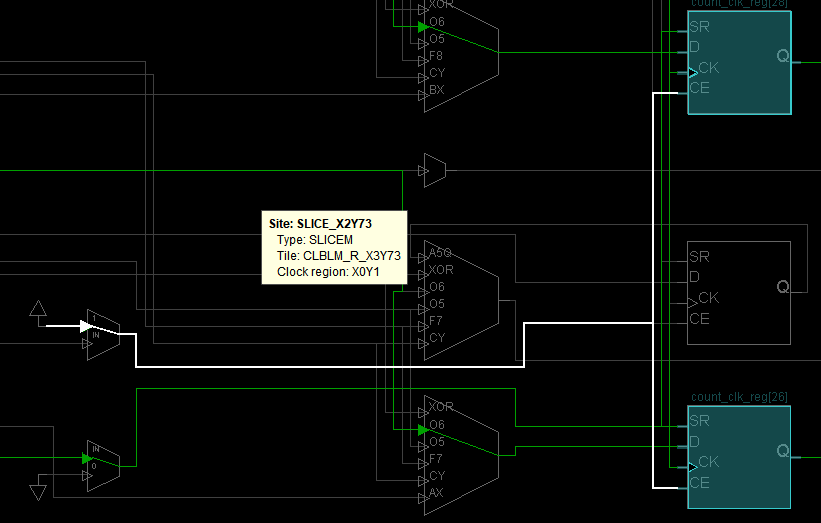 XOR
O6
O5
F8
CY
BX
count_clk_reg[28]
SR
D
CK
CE
Q
Site: SLICE_X2Y73
Type: SLICEM
Tile: CLBLM_R_X3Y73
Clock region: X0Y1
A5Q
XOR
O6
O5
F7
CY
SR
D
CK
CE
Q
1
IN
XOR
O6
O5
F7
CY
AX
count_clk_reg[26]
SR
D
CK
CE
Q
IN
0